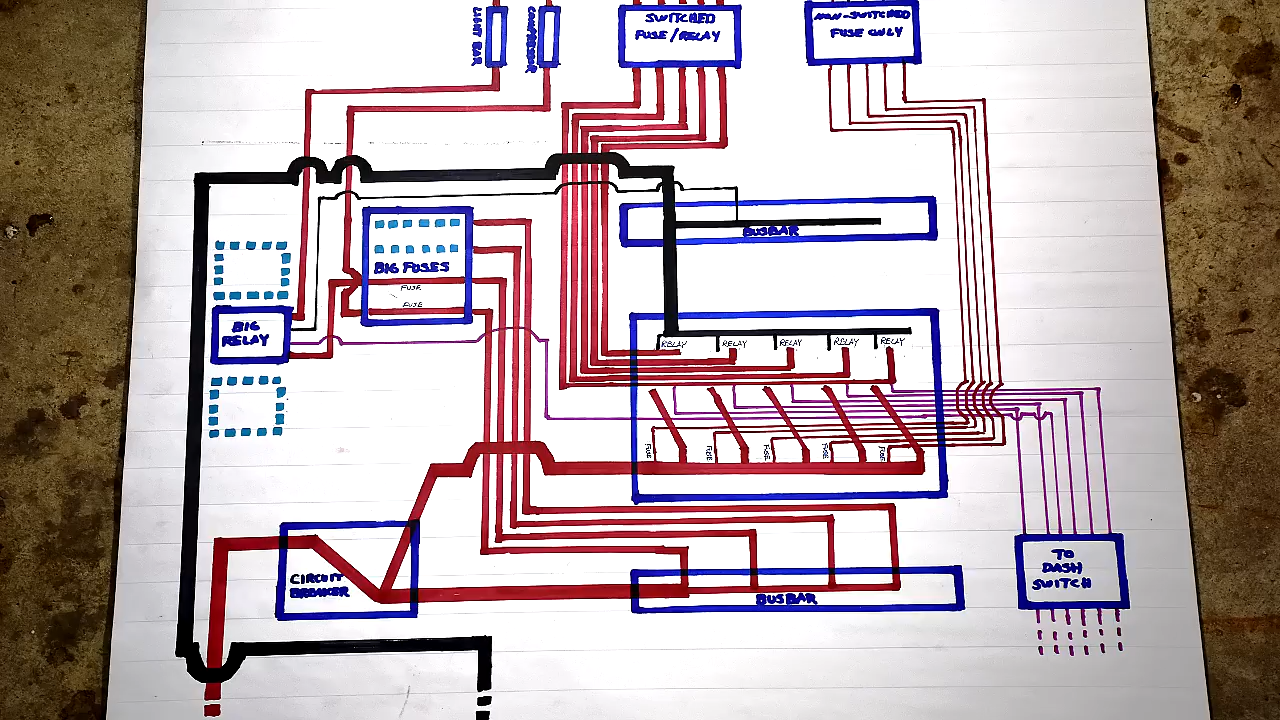 LIGHT BAR
COMPRESSOR
SWITCHED
FUSE/RELAY
NON-SWITCHED
FUSE ONLY
BUSBAR
BIG FUSES
FUSE
FUSE
BIG
RELAY
RELAY
RELAY
RELAY
RELAY
RELAY
FUSE
FUSE
FUSE
FUSE
FUSE
CIRCUIT
BREAKER
BUSBAR
TO
DASH
SWITCH